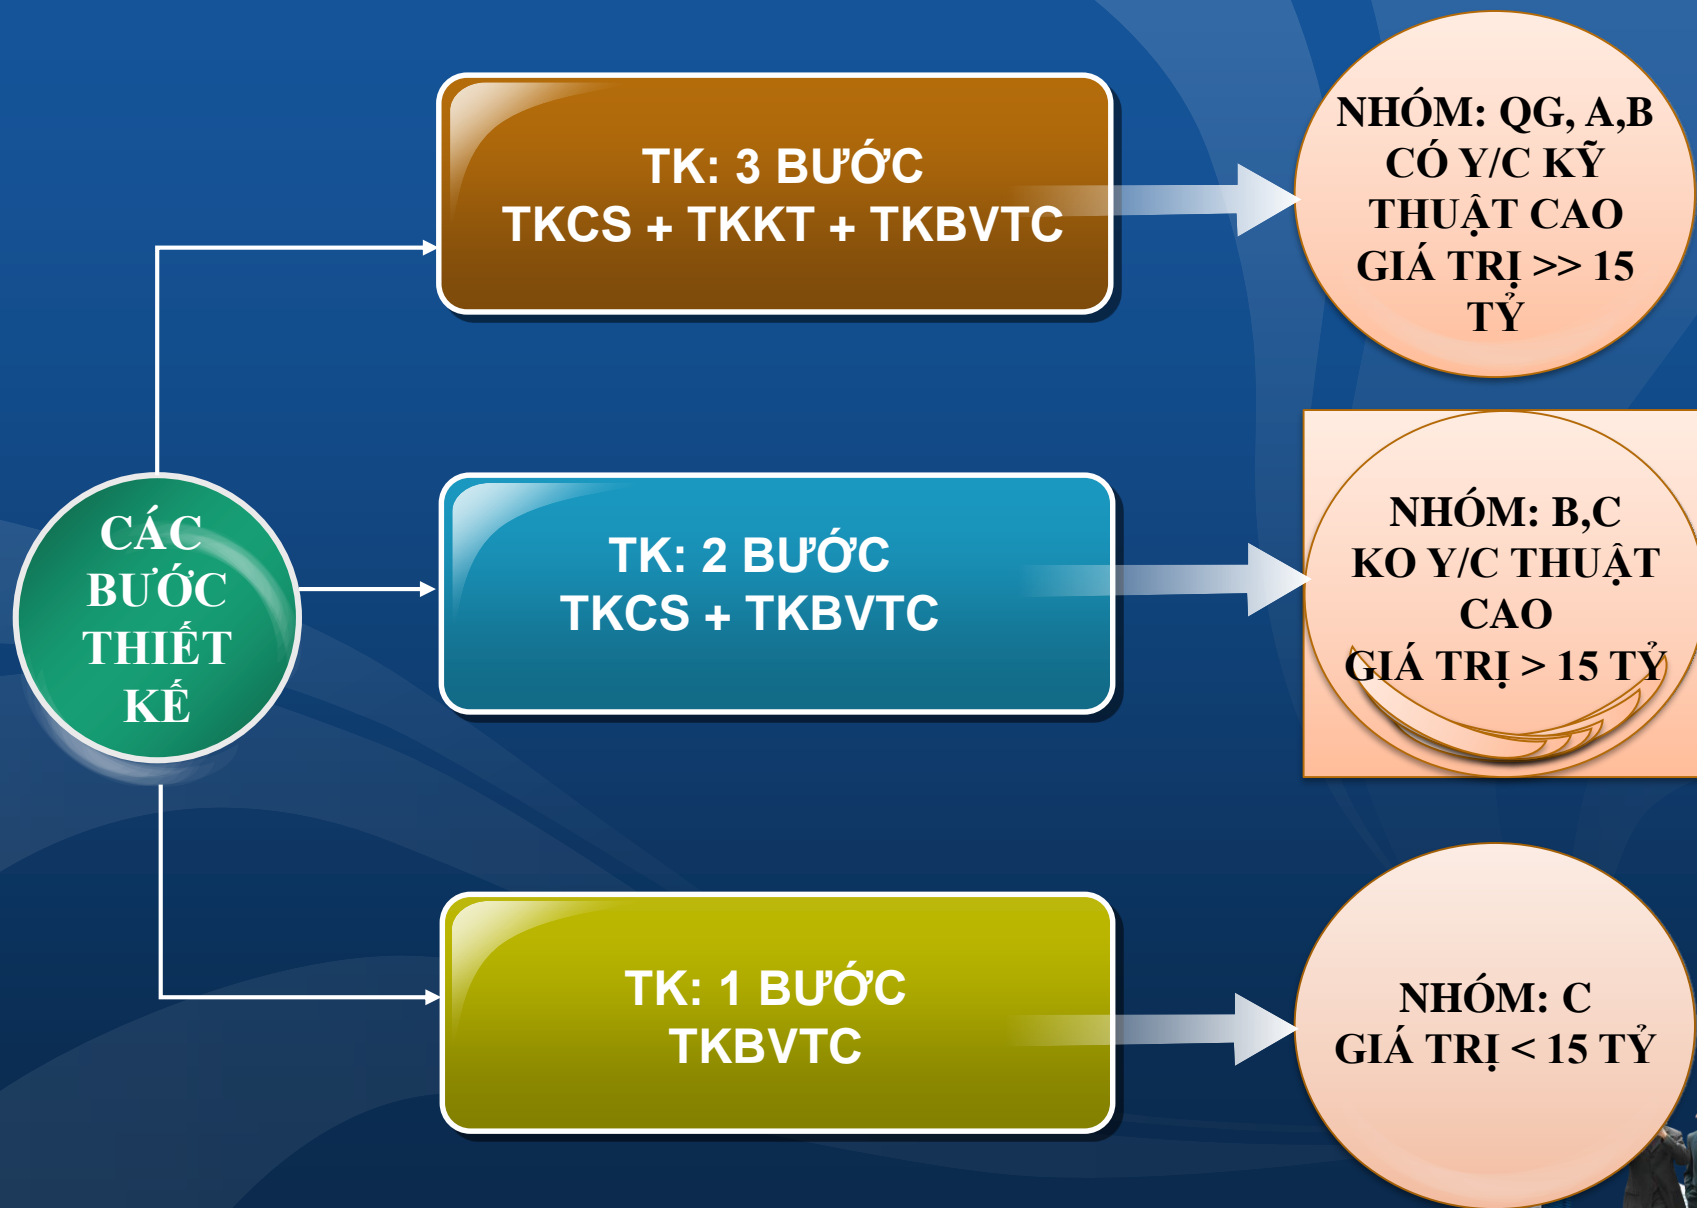 TK: 3 BƯỚC
TKCS + TKKT + TKBVTC
NHÓM: QG, A,B
CÓ Y/C KỸ
THUẬT CAO
GIÁ TRỊ >> 15
TỶ
CÁC
BƯỚC
THIẾT
KẾ
TK: 2 BƯỚC
TKCS + TKBVTC
NHÓM: B,C
KO Y/C THUẬT
CAO
GIÁ TRỊ > 15 TỶ
TK: 1 BƯỚC
TKBVTC
NHÓM: C
GIÁ TRỊ < 15 TỶ